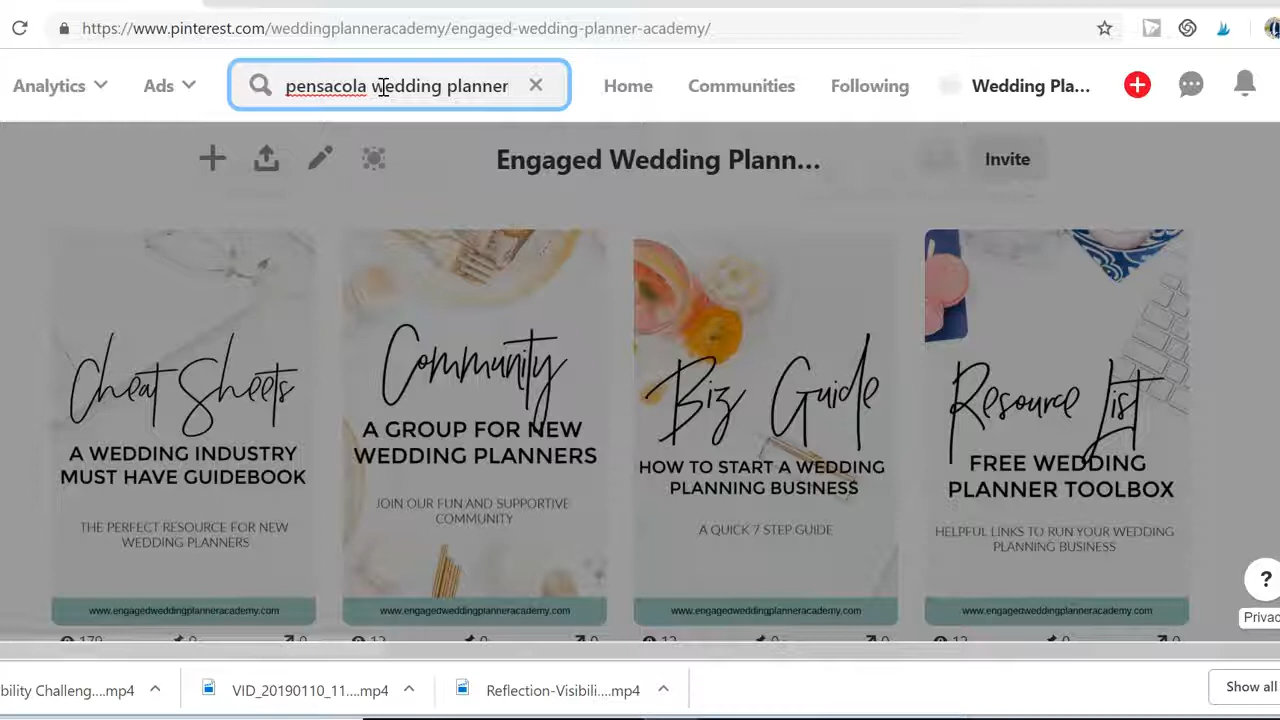 https://www.pinterest.com/weddingplanneracademy/engaged-wedding-planner-academy/
Analytics
Ads
pensacola wedding planner
Home
Communities
Following
Wedding Pla...
Engaged Wedding Plann...
Invite
Cheat Sheets
A WEDDING INDUSTRY
MUST HAVE GUIDEBOOK
THE PERFECT RESOURCE FOR NEW
WEDDING PLANNERS
www.engagedweddingplanneracademy.com
Community
A GROUP FOR NEW
WEDDING PLANNERS
JOIN OUR FUN AND SUPPORTIVE
COMMUNITY
www.engagedweddingplanneracademy.com
Biz Guide
HOW TO START A WEDDING
PLANNING BUSINESS
A QUICK 7 STEP GUIDE
www.engagedweddingplanneracademy.com
Resource List
FREE WEDDING
PLANNER TOOLBOX
HELPFUL LINKS TO RUN YOUR WEDDING
PLANNING BUSINESS
www.engagedweddingplanneracademy.com
?
Privac
bility Challeng....mp4
VID_20190110_11....mp4
Reflection-Visibili....mp4
Show all